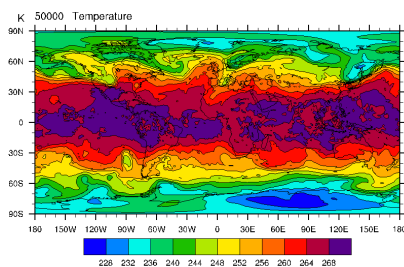 K 50000 Temperature
90N
60N
30N
0
30S
60S
90S
180 150W 120W 90W 60W 30W 0 30E 60E 90E 120E 150E 180
228 232 236 240 244 248 252 256 260 264 268